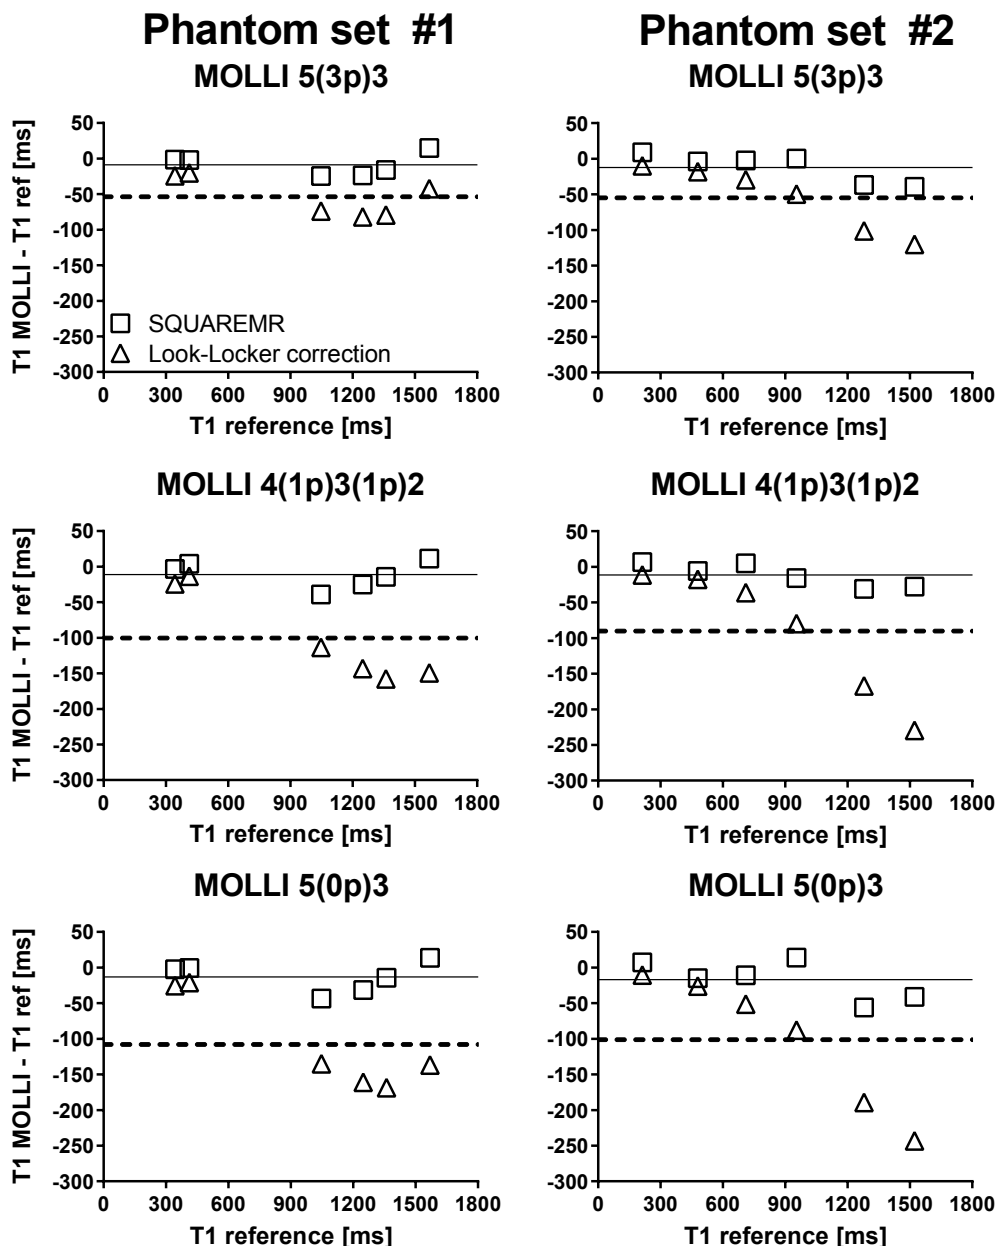 Phantom set #1
Phantom set #2
MOLLI 5(3p)3
MOLLI 5(3p)3
T1 MOLLI - T1 ref [ms]
50
0
-50
-100
-150
-200
-250
-300
SQUAREMR
Look-Locker correction
0 300 600 900 1200 1500 1800
T1 reference [ms]
50
0
-50
-100
-150
-200
-250
-300
0 300 600 900 1200 1500 1800
T1 reference [ms]
MOLLI 4(1p)3(1p)2
MOLLI 4(1p)3(1p)2
T1 MOLLI - T1 ref [ms]
50
0
-50
-100
-150
-200
-250
-300
0 300 600 900 1200 1500 1800
T1 reference [ms]
50
0
-50
-100
-150
-200
-250
-300
0 300 600 900 1200 1500 1800
T1 reference [ms]
MOLLI 5(0p)3
MOLLI 5(0p)3
T1 MOLLI - T1 ref [ms]
50
0
-50
-100
-150
-200
-250
-300
0 300 600 900 1200 1500 1800
T1 reference [ms]
50
0
-50
-100
-150
-200
-250
-300
0 300 600 900 1200 1500 1800
T1 reference [ms]